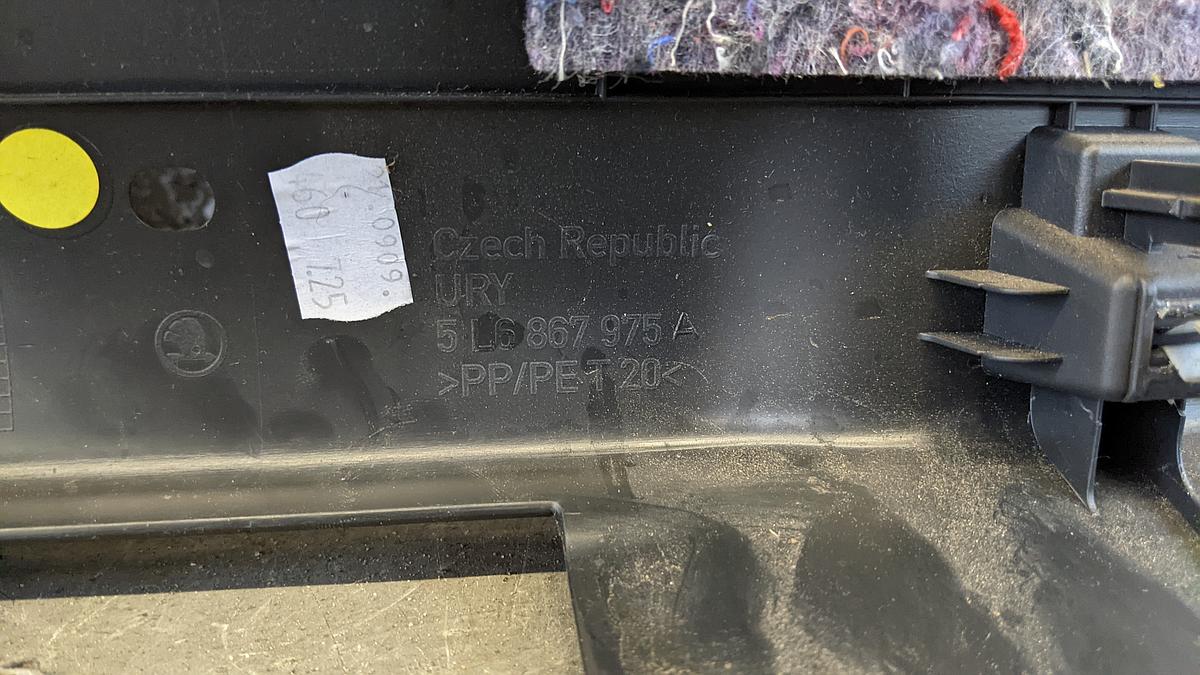 Czech Republic
URY
5 L6 867 975 A
>PP/PE T 20<